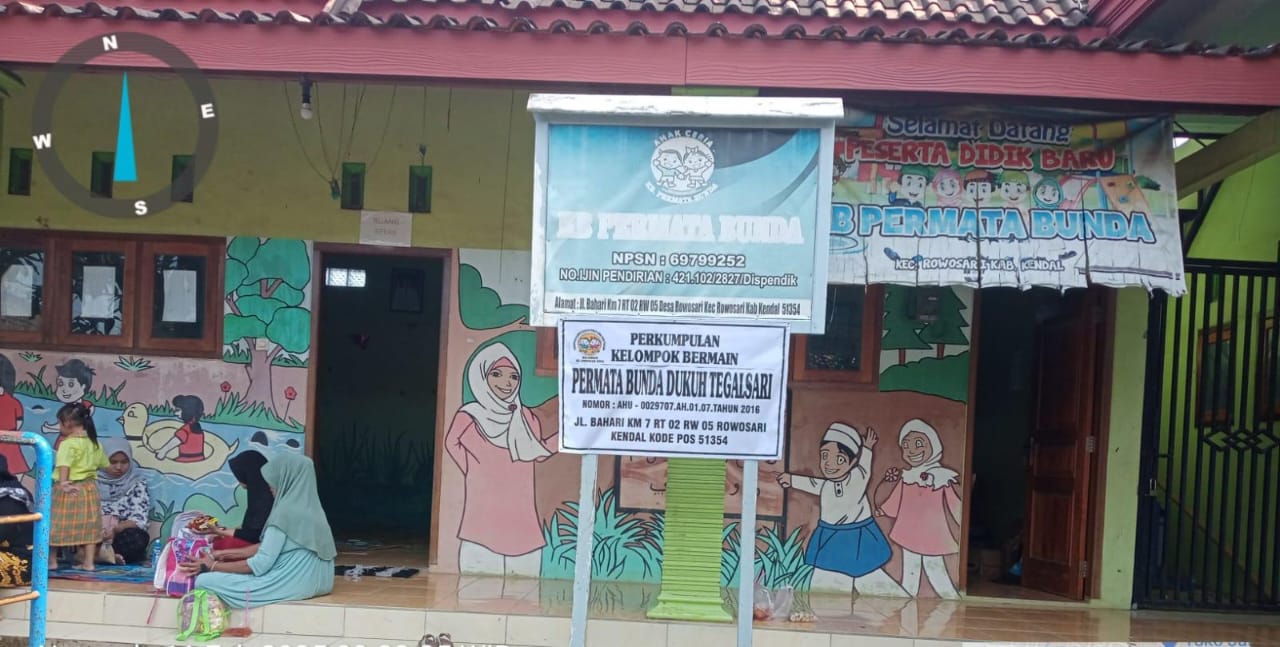 N
E
W
S
ANAK CERIA
KB PERMATA BUNDA
KB PERMATA BUNDA
NPSN : 69799252
NO.IJIN PENDIRIAN : 421.102/2827/Dispendik
Alamat : Jl. Bahari Km 7 RT 02 RW 05 Desa Rowosari Kec Rowosari Kab Kendal 51354
PERKUMPULAN
KELOMPOK BERMAIN
PERMATA BUNDA DUKUH TEGALSARI
NOMOR : AHU - 0029707.AH.01.07.TAHUN 2016
JL. BAHARI KM 7 RT 02 RW 05 ROWOSARI
KENDAL KODE POS 51354
Selamat Datang
PESERTA DIDIK BARU
KB PERMATA BUNDA
KEC. ROWOSARI KAB. KENDAL
RUANG
P